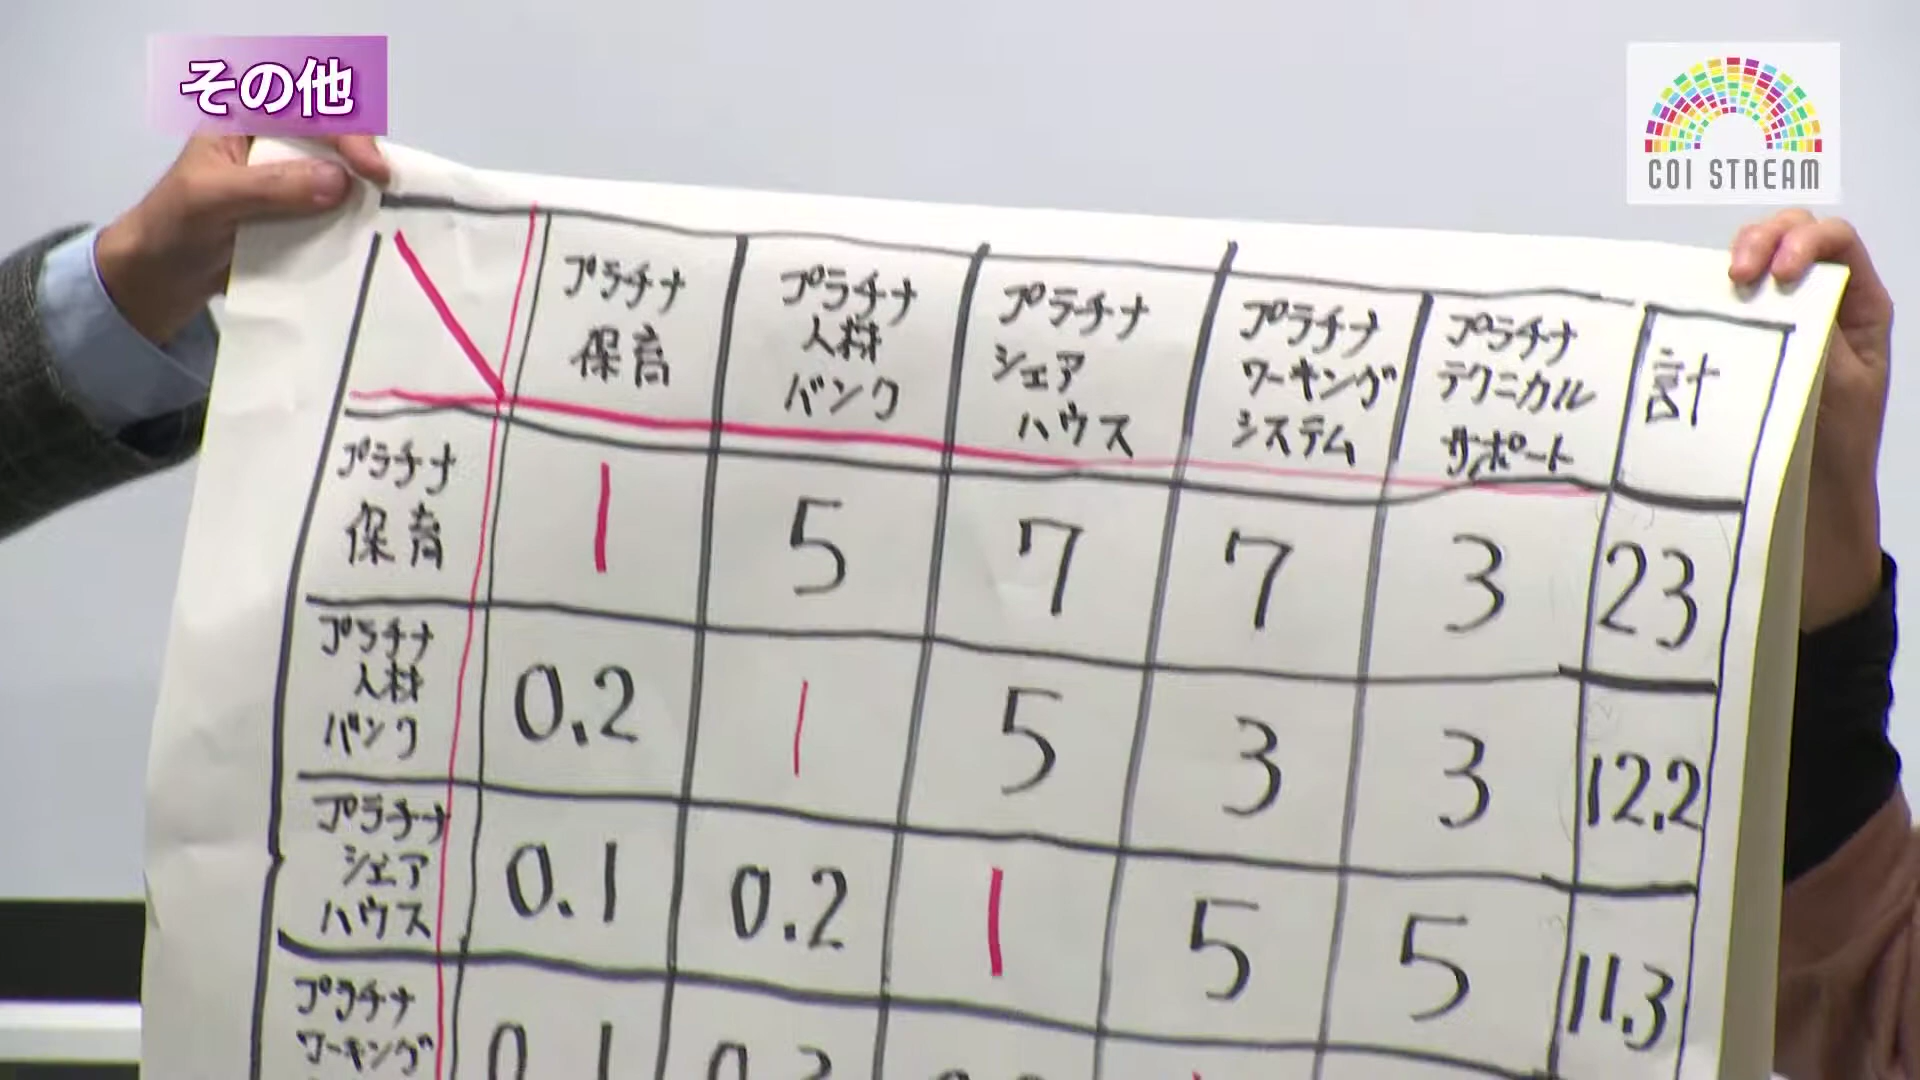 その他
COI STREAM
プラチナ
保育
プラチナ
人材
バンク
プラチナ
シェア
ハウス
プラチナ
ワーキング
システム
プラチナ
テクニカル
サポート
計
プラチナ
保育
1 5 7 7 3 23
プラチナ
人材
バンク
0.2 1 5 3 3 12.2
プラチナ
シェア
ハウス
0.1 0.2 1 5 5 11.3
プラチナ
ワーキング
0.1